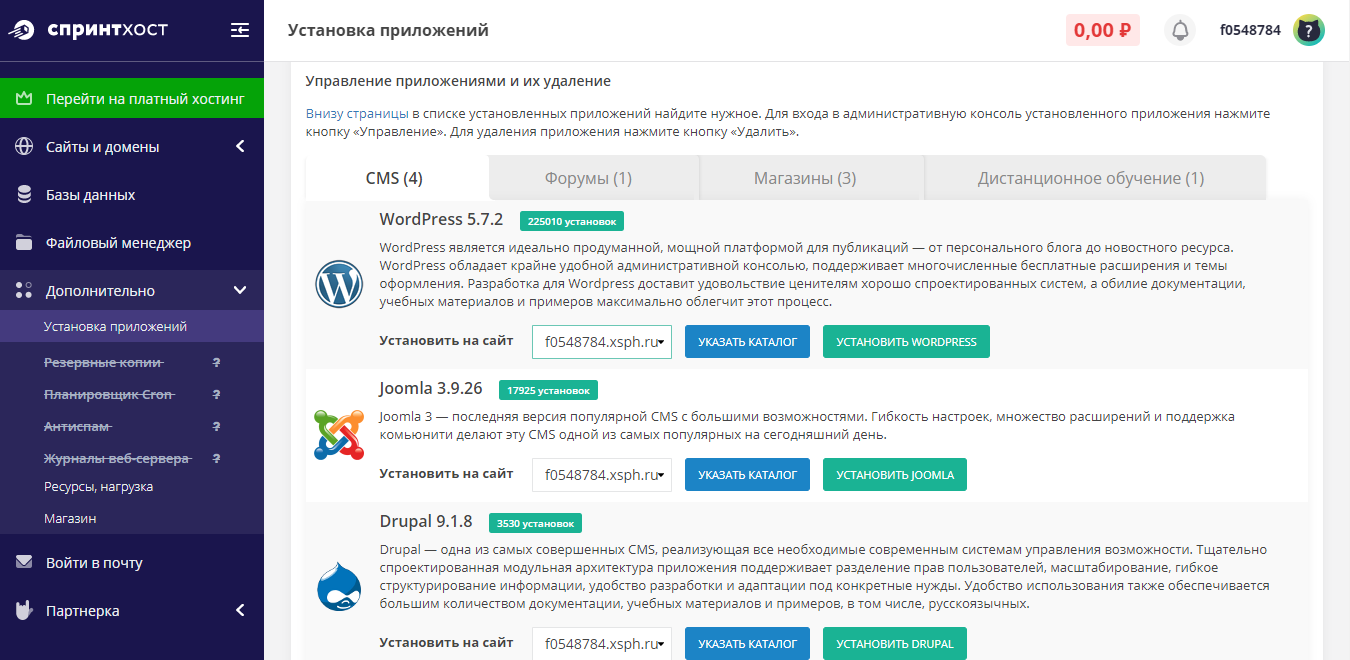 СПРИНТХОСТ
Перейти на платный хостинг
Сайты и домены
Базы данных
Файловый менеджер
Дополнительно
Установка приложений
Резервные копии ?
Планировщик Cron ?
Антиспам ?
Журналы веб-сервера ?
Ресурсы, нагрузка
Магазин
Войти в почту
Партнерка
Установка приложений
0,00 ₽
f0548784
?
Управление приложениями и их удаление
Внизу страницы в списке установленных приложений найдите нужное. Для входа в административную консоль установленного приложения нажмите
кнопку «Управление». Для удаления приложения нажмите кнопку «Удалить».
CMS (4) Форумы (1) Магазины (3) Дистанционное обучение (1)
WordPress 5.7.2 225010 установок
WordPress является идеально продуманной, мощной платформой для публикаций — от персонального блога до новостного ресурса.
WordPress обладает крайне удобной административной консолью, поддерживает многочисленные бесплатные расширения и темы
оформления. Разработка для Wordpress доставит удовольствие ценителям хорошо спроектированных систем, а обилие документации,
учебных материалов и примеров максимально облегчит этот процесс.
Установить на сайт f0548784.xsph.ru УКАЗАТЬ КАТАЛОГ УСТАНОВИТЬ WORDPRESS
Joomla 3.9.26 17925 установок
Joomla 3 — последняя версия популярной CMS с большими возможностями. Гибкость настроек, множество расширений и поддержка
комьюнити делают эту CMS одной из самых популярных на сегодняшний день.
Установить на сайт f0548784.xsph.ru УКАЗАТЬ КАТАЛОГ УСТАНОВИТЬ JOOMLA
Drupal 9.1.8 3530 установок
Drupal — одна из самых совершенных CMS, реализующая все необходимые современным системам управления возможности. Тщательно
спроектированная модульная архитектура приложения поддерживает разделение прав пользователей, масштабирование, гибкое
структурирование информации, удобство разработки и адаптации под конкретные нужды. Удобство использования также обеспечивается
большим количеством документации, учебных материалов и примеров, в том числе, русскоязычных.
Установить на сайт f0548784.xsph.ru УКАЗАТЬ КАТАЛОГ УСТАНОВИТЬ DRUPAL